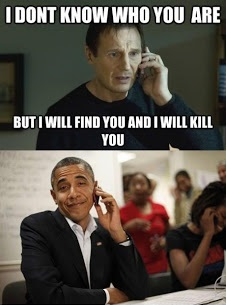 I DONT KNOW WHO YOU ARE
BUT I WILL FIND YOU AND I WILL KILL
YOU